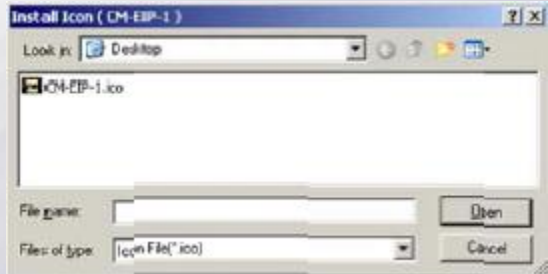 Install Icon ( CM-EIP-1 )
Look in: Desktop
CM-EIP-1.ico
File name: Open
Files of type: Icon File(*.ico) Cancel